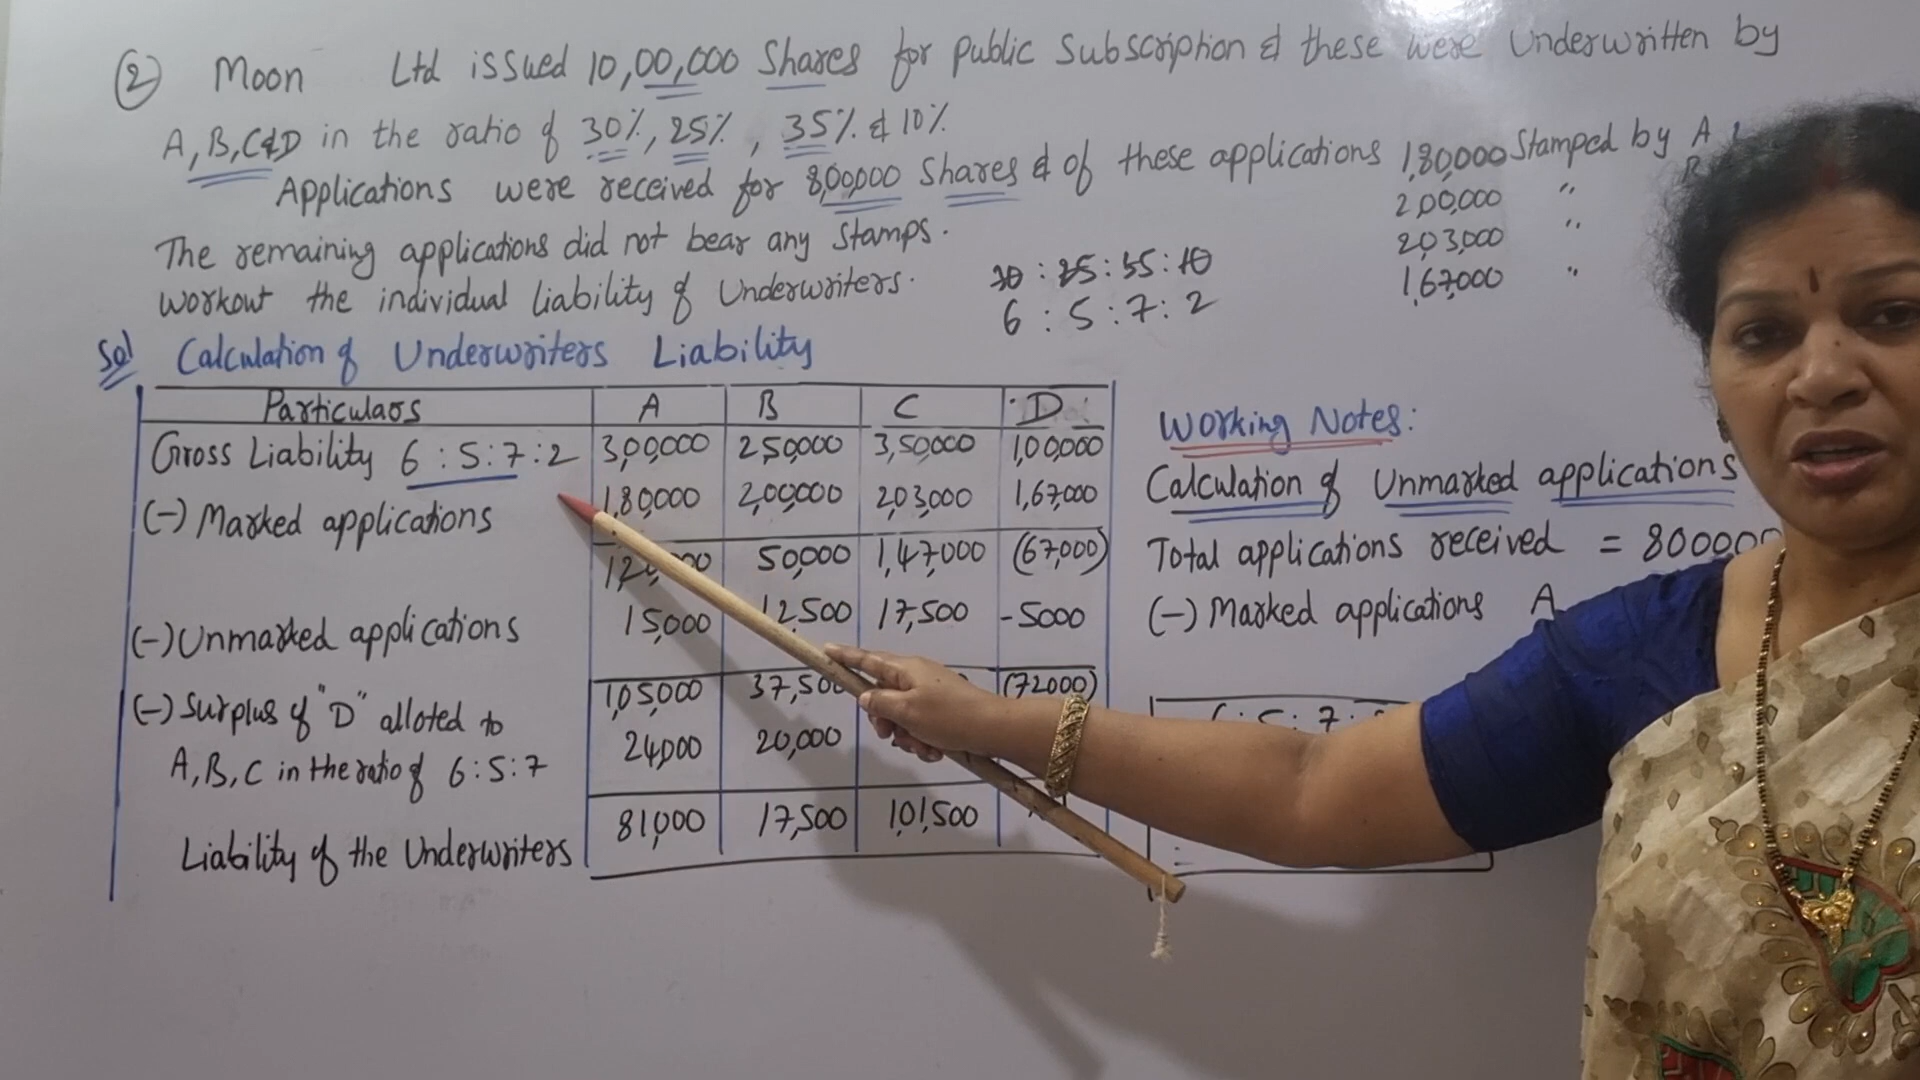 ② Moon Ltd issued 10,00,000 Shares for public Subscription & these were Underwritten by
A, B, C & D in the ratio of 30%, 25%, 35% & 10%
Applications were received for 8,00,000 Shares & of these applications 1,80,000 Stamped by A
2,00,000 "
2,03,000 "
1,67,000 "
The remaining applications did not bear any Stamps.
Workout the individual liability of Underwriters.
30 : 25 : 35 : 10
6 : 5 : 7 : 2
Sol Calculation of Underwriters Liability
Particulars A B C D
Gross Liability 6 : 5 : 7 : 2 3,00,000 2,50,000 3,50,000 1,00,000
(-) Marked applications 1,80,000 2,00,000 2,03,000 1,67,000
50,000 1,47,000 (67,000)
(-) Unmarked applications 15,000 12,500 17,500 -5000
1,05,000 37,500 (72000)
(-) Surplus of "D" alloted to
A, B, C in the ratio of 6 : 5 : 7 24,000 20,000
Liability of the Underwriters 81,000 17,500 1,01,500
Working Notes:
Calculation of Unmarked applications
Total applications received = 800000
(-) Marked applications A